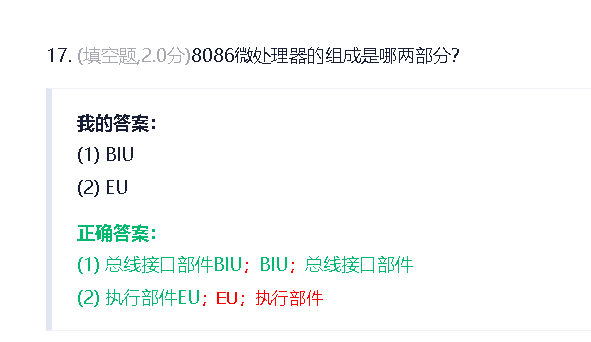 17. (填空题,2.0分)8086微处理器的组成是哪两部分?
我的答案：
(1) BIU
(2) EU
正确答案：
(1) 总线接口部件BIU；BIU；总线接口部件
(2) 执行部件EU；EU；执行部件